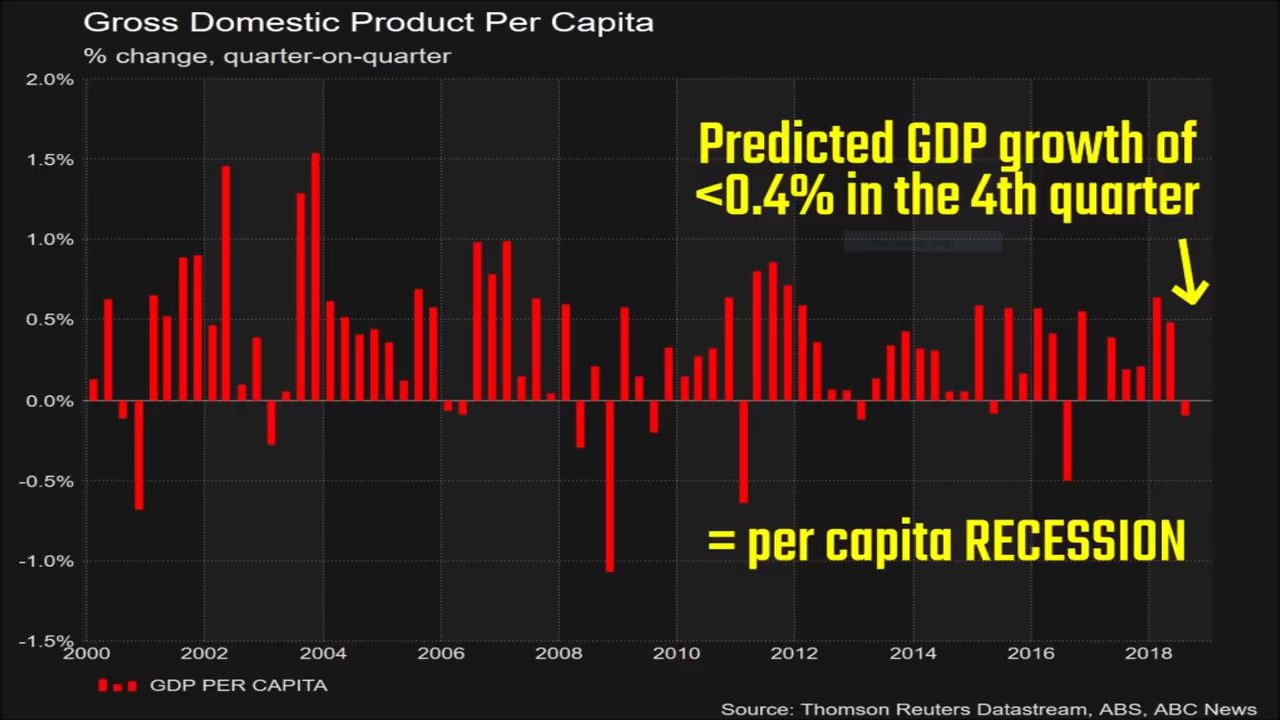 Gross Domestic Product Per Capita
% change, quarter-on-quarter
2.0%
1.5%
1.0%
0.5%
0.0%
-0.5%
-1.0%
-1.5%
Predicted GDP growth of
<0.4% in the 4th quarter
= per capita RECESSION
2000 2002 2004 2006 2008 2010 2012 2014 2016 2018
GDP PER CAPITA
Source: Thomson Reuters Datastream, ABS, ABC News